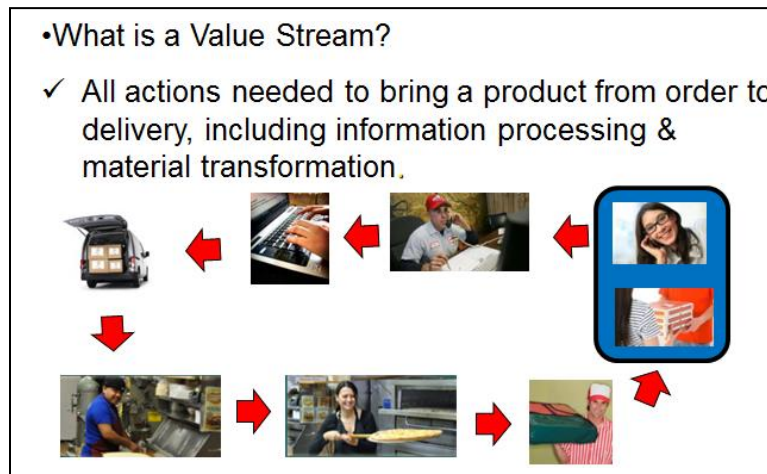 •What is a Value Stream?
✓ All actions needed to bring a product from order to
delivery, including information processing &
material transformation.